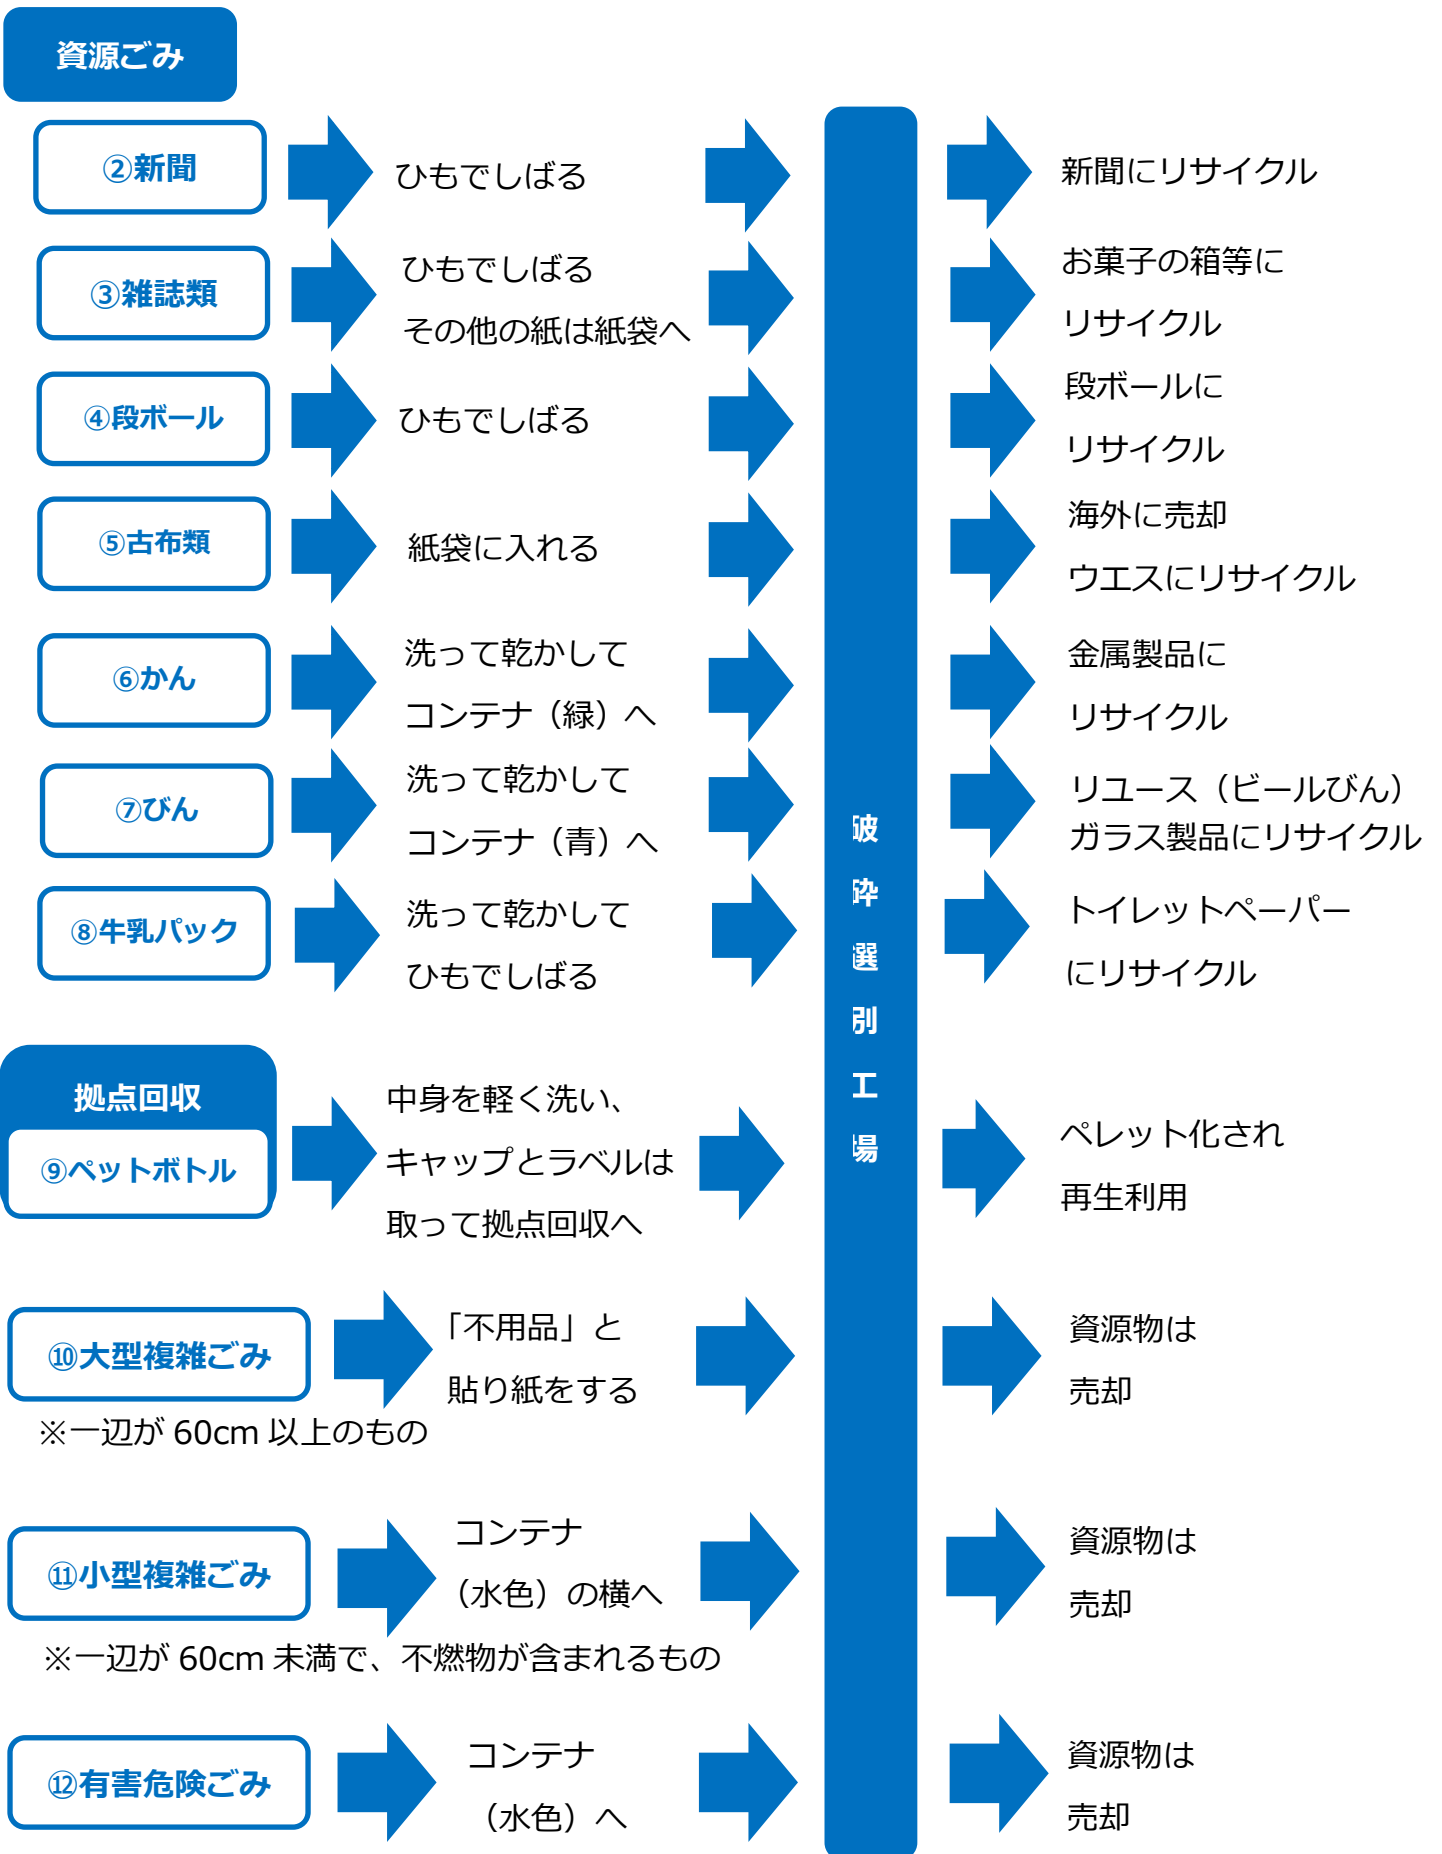 資源ごみ
②新聞
ひもでしばる
新聞にリサイクル
③雑誌類
ひもでしばる
その他の紙は紙袋へ
お菓子の箱等に
リサイクル
④段ボール
ひもでしばる
段ボールに
リサイクル
⑤古布類
紙袋に入れる
海外に売却
ウエスにリサイクル
⑥かん
洗って乾かして
コンテナ（緑）へ
金属製品に
リサイクル
⑦びん
洗って乾かして
コンテナ（青）へ
リユース（ビールびん）
ガラス製品にリサイクル
⑧牛乳パック
洗って乾かして
ひもでしばる
トイレットペーパー
にリサイクル
破砕選別工場
拠点回収
⑨ペットボトル
中身を軽く洗い、
キャップとラベルは
取って拠点回収へ
ペレット化され
再生利用
⑩大型複雑ごみ
※一辺が 60cm 以上のもの
「不用品」と
貼り紙をする
資源物は
売却
⑪小型複雑ごみ
※一辺が 60cm 未満で、不燃物が含まれるもの
コンテナ
（水色）の横へ
資源物は
売却
⑫有害危険ごみ
コンテナ
（水色）へ
資源物は
売却